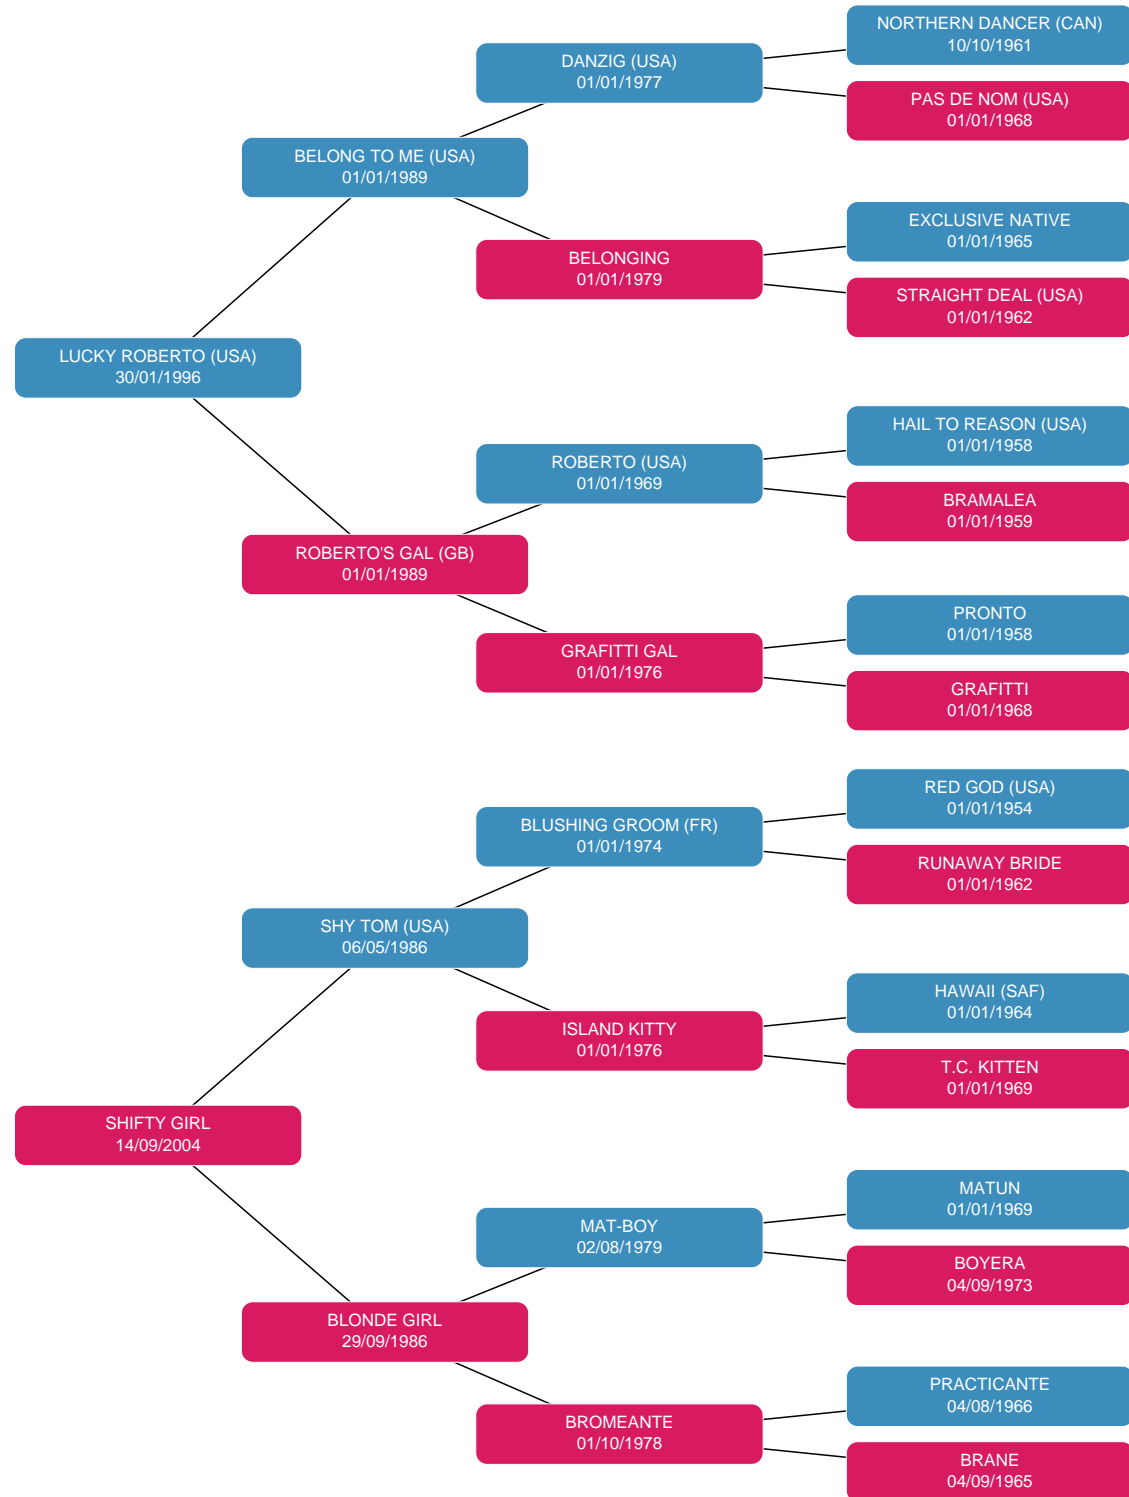 NORTHERN DANCER (CAN)
10/10/1961
DANZIG (USA)
01/01/1977
PAS DE NOM (USA)
01/01/1968
BELONG TO ME (USA)
01/01/1989
EXCLUSIVE NATIVE
01/01/1965
BELONGING
01/01/1979
STRAIGHT DEAL (USA)
01/01/1962
LUCKY ROBERTO (USA)
30/01/1996
HAIL TO REASON (USA)
01/01/1958
ROBERTO (USA)
01/01/1969
BRAMALEA
01/01/1959
ROBERTO'S GAL (GB)
01/01/1989
PRONTO
01/01/1958
GRAFITTI GAL
01/01/1976
GRAFITTI
01/01/1968
RED GOD (USA)
01/01/1954
BLUSHING GROOM (FR)
01/01/1974
RUNAWAY BRIDE
01/01/1962
SHY TOM (USA)
06/05/1986
HAWAII (SAF)
01/01/1964
ISLAND KITTY
01/01/1976
T.C. KITTEN
01/01/1969
SHIFTY GIRL
14/09/2004
MATUN
01/01/1969
MAT-BOY
02/08/1979
BOYERA
04/09/1973
BLONDE GIRL
29/09/1986
PRACTICANTE
04/08/1966
BROMEANTE
01/10/1978
BRANE
04/09/1965